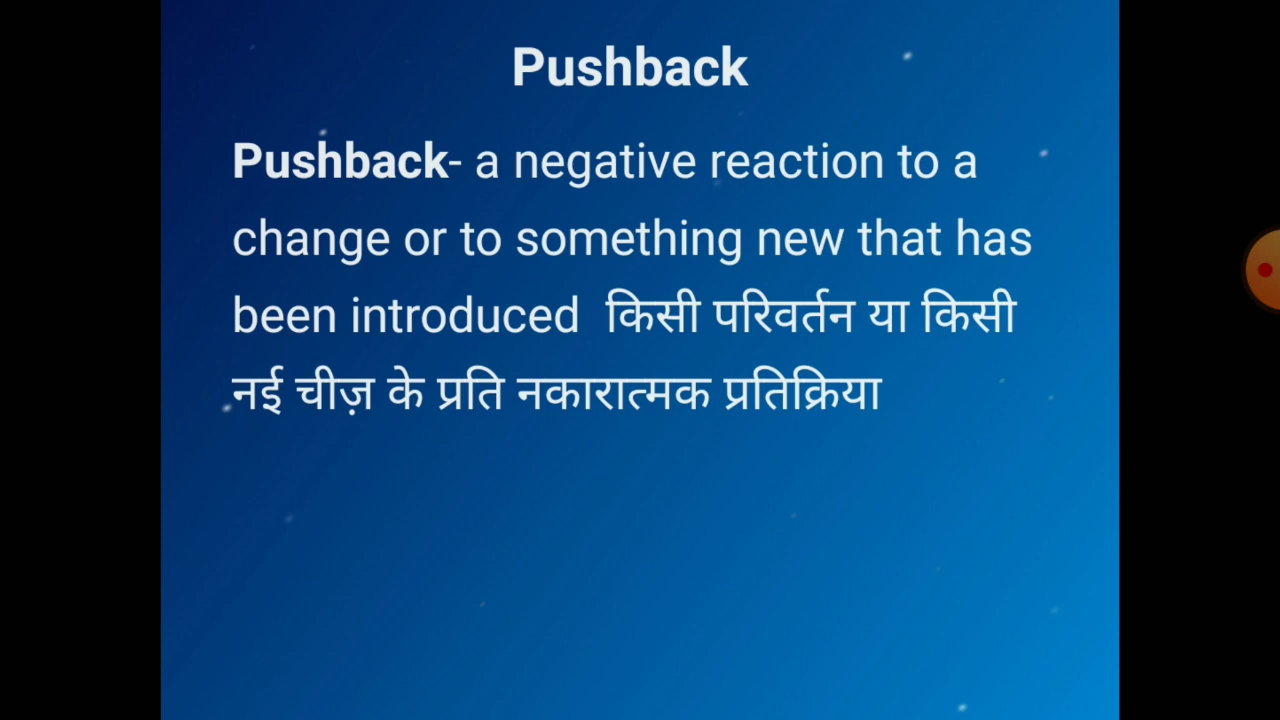 Pushback
Pushback- a negative reaction to a
change or to something new that has
been introduced किसी परिवर्तन या किसी
नई चीज़ के प्रति नकारात्मक प्रतिक्रिया